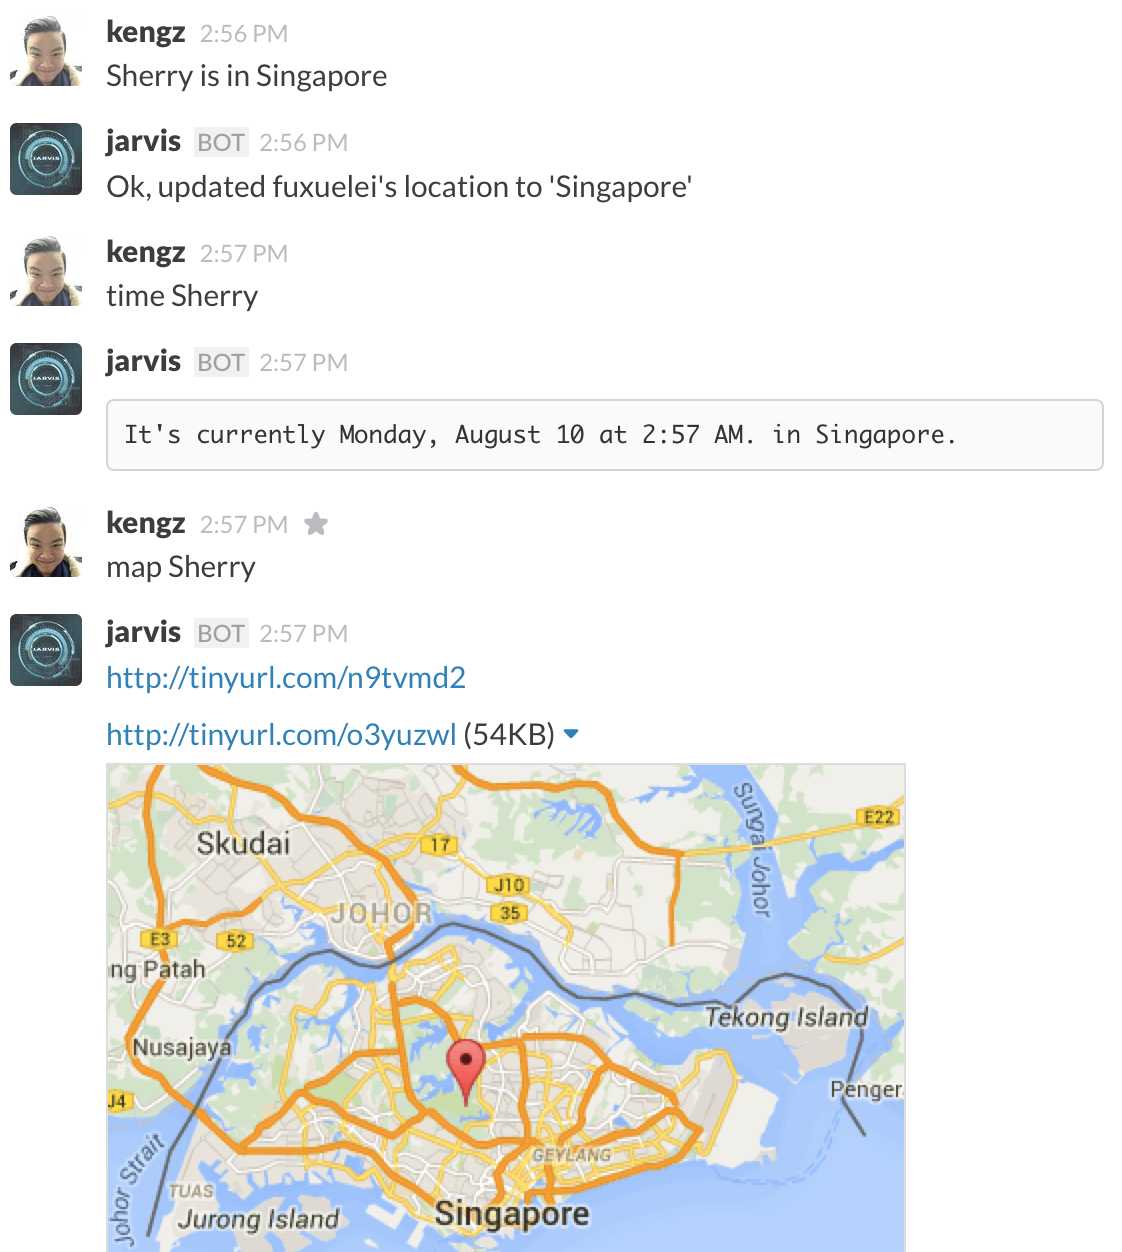 kengz 2:56 PM
Sherry is in Singapore
jarvis BOT 2:56 PM
JARVIS
Ok, updated fuxuelei's location to 'Singapore'
kengz 2:57 PM
time Sherry
jarvis BOT 2:57 PM
JARVIS
It's currently Monday, August 10 at 2:57 AM. in Singapore.
kengz 2:57 PM
map Sherry
jarvis BOT 2:57 PM
JARVIS
http://tinyurl.com/n9tvmd2
http://tinyurl.com/o3yuzwl (54KB)
Sungai Johor
E22
Skudai
17
J10
JOHOR
35
E3
52
ng Patah
Tekong Island
Nusajaya
Penger
J4
Johor Strait
GEYLANG
TUAS
Jurong Island
Singapore